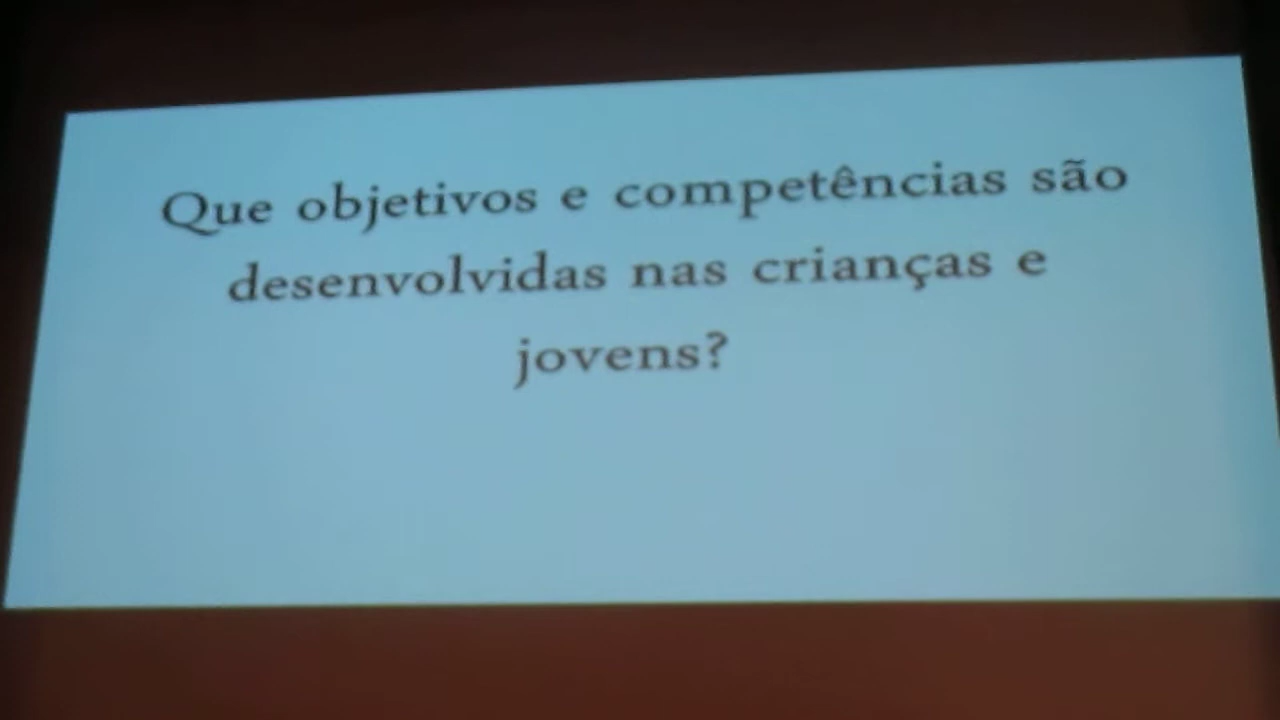 Que objetivos e competências são
desenvolvidas nas crianças e
jovens?